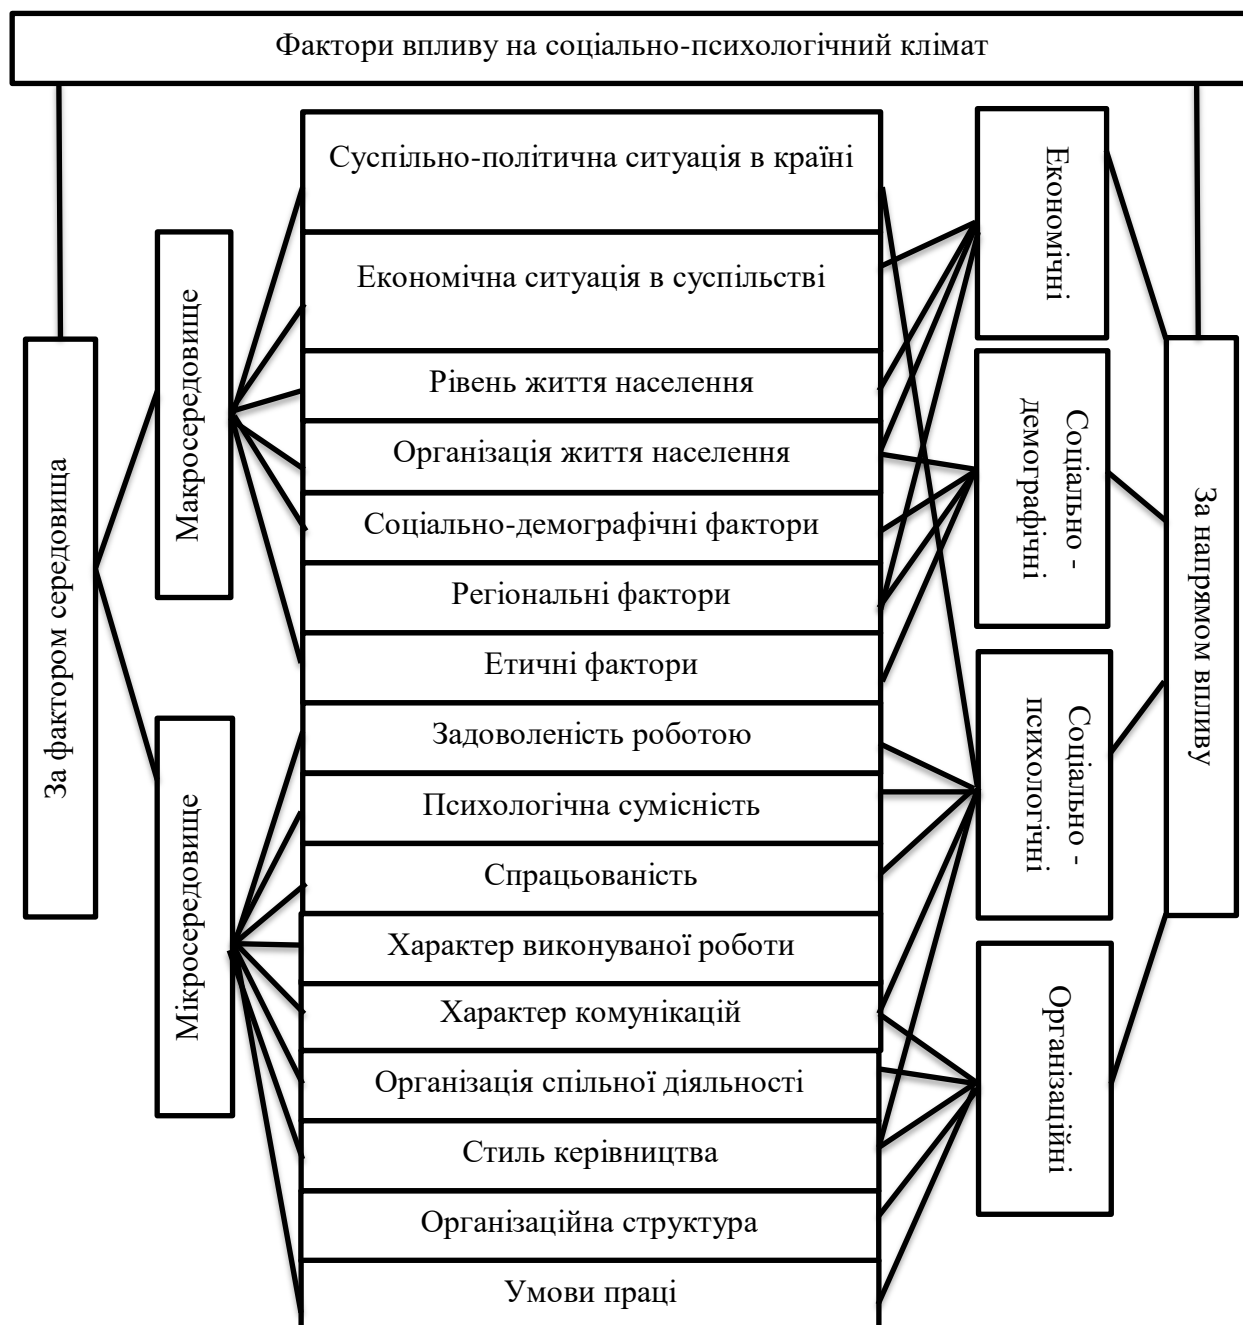 Фактори впливу на соціально-психологічний клімат
За фактором середовища
Макросередовище
Мікросередовище
Суспільно-політична ситуація в країні
Економічна ситуація в суспільстві
Рівень життя населення
Організація життя населення
Соціально-демографічні фактори
Регіональні фактори
Етичні фактори
Задоволеність роботою
Психологічна сумісність
Спрацьованість
Характер виконуваної роботи
Характер комунікацій
Організація спільної діяльності
Стиль керівництва
Організаційна структура
Умови праці
Економічні
Соціально -
демографічні
Соціально -
психологічні
Організаційні
За напрямом впливу